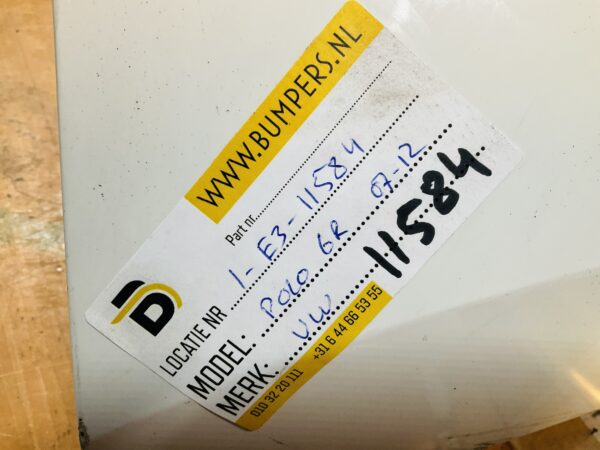 WWW.BUMPERS.NL
Part nr.
LOCATIE NR 1-E3-11584
MODEL: POLO 6R 07-12
MERK: VW 11584
010 32 20 111 +31 6 44 66 53 55